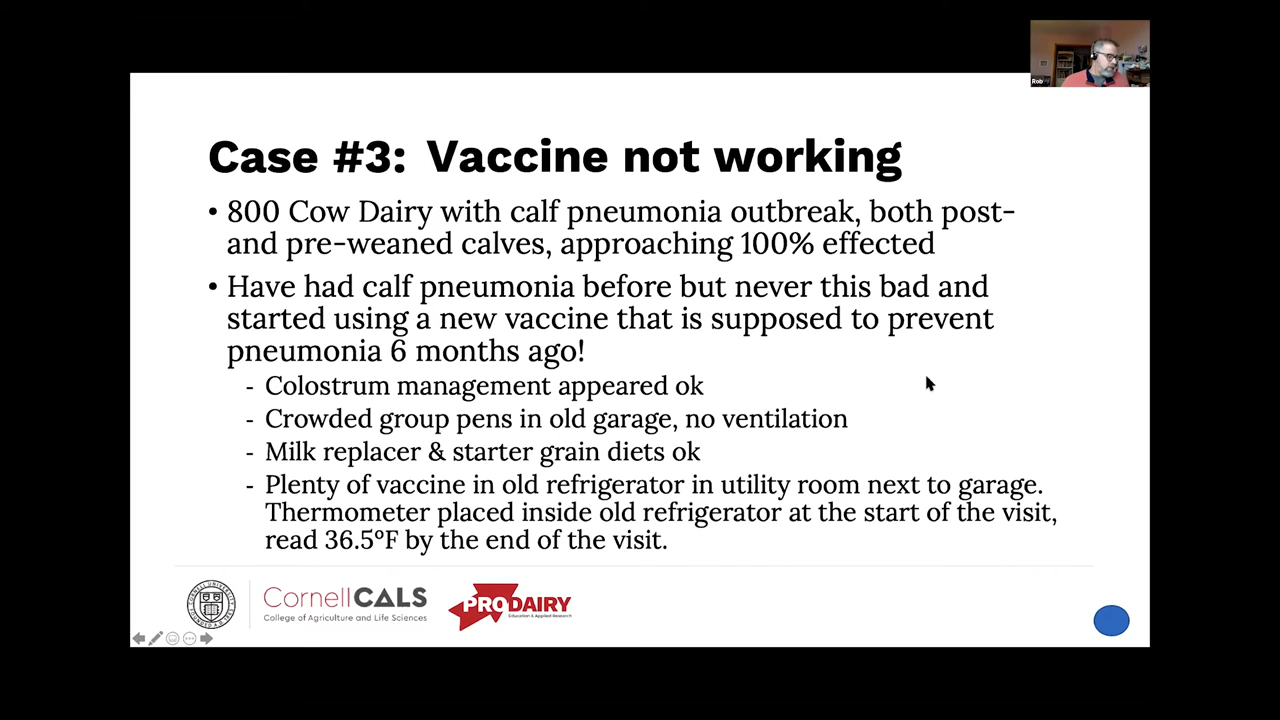 Rob
Case #3: Vaccine not working
• 800 Cow Dairy with calf pneumonia outbreak, both post-
and pre-weaned calves, approaching 100% effected
• Have had calf pneumonia before but never this bad and
started using a new vaccine that is supposed to prevent
pneumonia 6 months ago!
- Colostrum management appeared ok
- Crowded group pens in old garage, no ventilation
- Milk replacer & starter grain diets ok
- Plenty of vaccine in old refrigerator in utility room next to garage.
Thermometer placed inside old refrigerator at the start of the visit,
read 36.5°F by the end of the visit.
CornellCALS
College of Agriculture and Life Sciences
PRODAIRY
Education & Applied Research